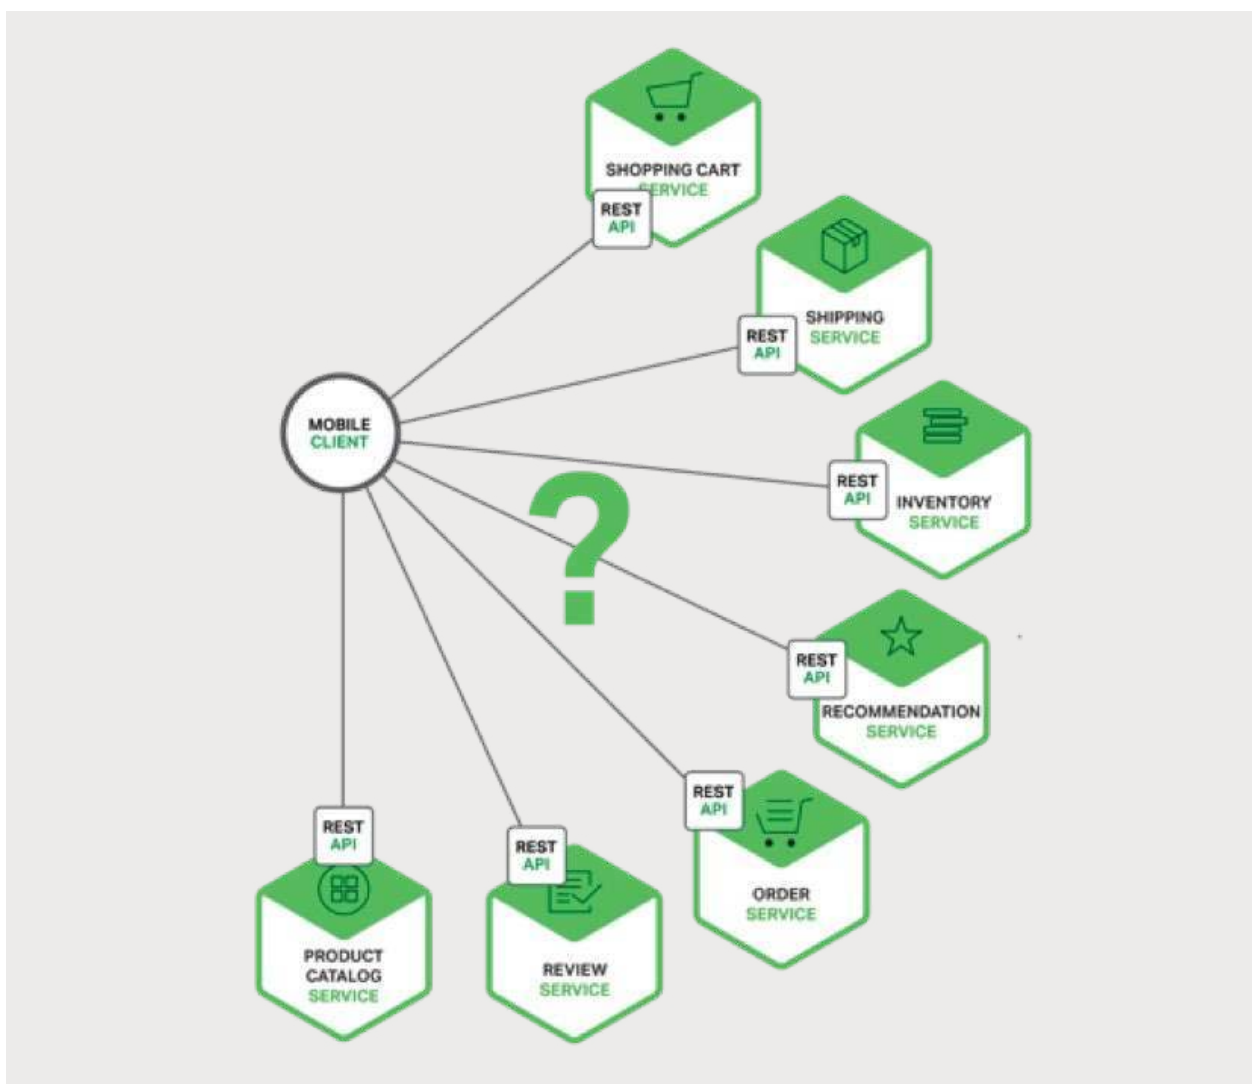 SHOPPING CART
SERVICE
REST
API
SHIPPING
SERVICE
REST
API
MOBILE
CLIENT
INVENTORY
SERVICE
REST
API
?
RECOMMENDATION
SERVICE
REST
API
REST
API
ORDER
SERVICE
REST
API
REVIEW
SERVICE
REST
API
PRODUCT
CATALOG
SERVICE